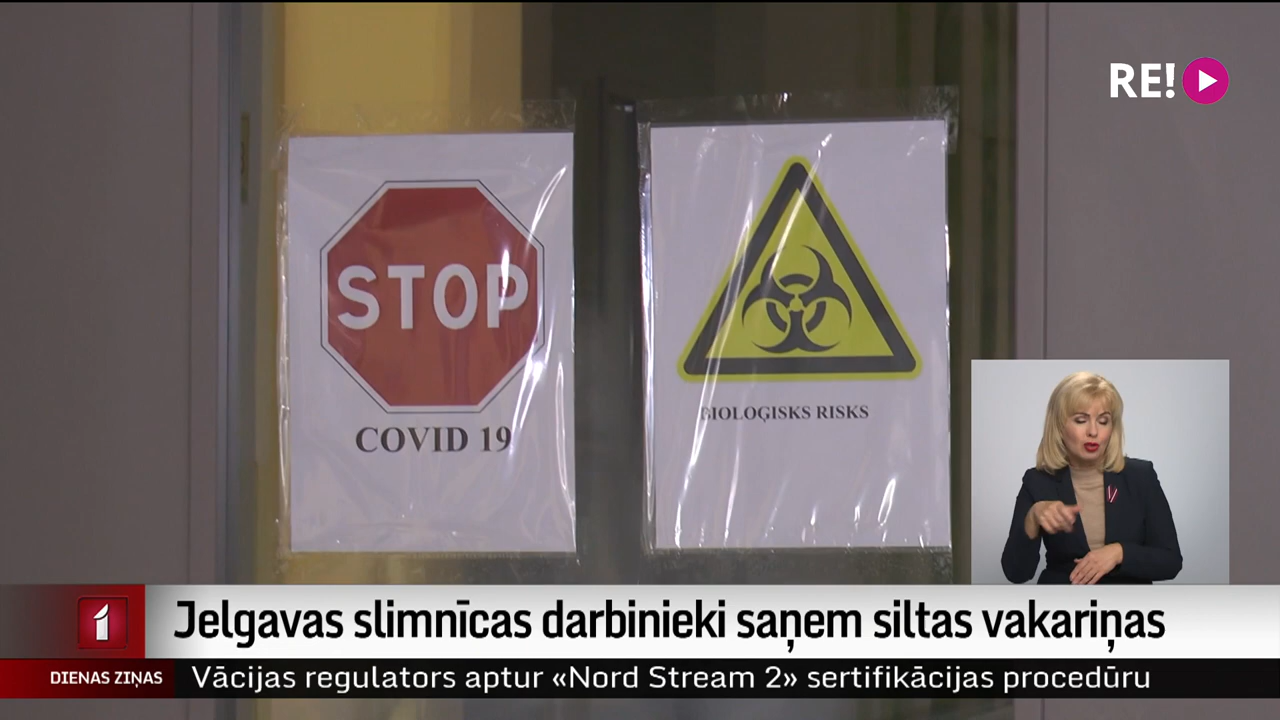 RE!
STOP
COVID 19
BIOLOĢISKS RISKS
1
Jelgavas slimnīcas darbinieki saņem siltas vakariņas
DIENAS ZIŅAS
Vācijas regulators aptur «Nord Stream 2» sertifikācijas procedūru